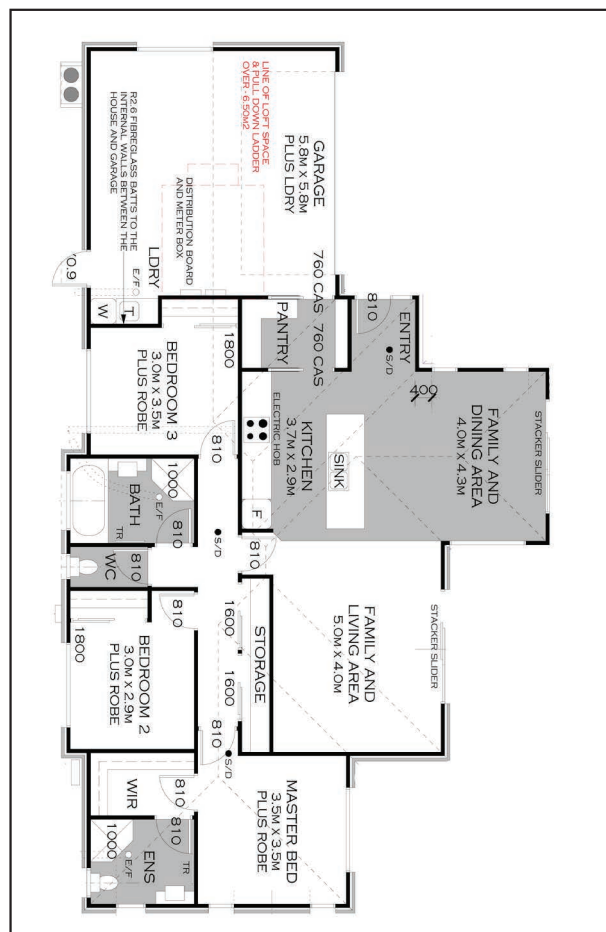 LINE OF LOFT SPACE
& PULL DOWN LADDER
OVER - 6.50M2
GARAGE
5.8M X 5.8M
PLUS LDRY
R2.6 FIBREGLASS BATTS TO THE
INTERNAL WALLS BETWEEN THE
HOUSE AND GARAGE
DISTRIBUTION BOARD
AND METER BOX
LDRY
E/F
W
T
760 CAS
760 CAS
PANTRY
810
ENTRY
S/D
400
FAMILY AND
DINING AREA
4.0M X 4.3M
STACKER SLIDER
1800
BEDROOM 3
3.0M X 3.5M
PLUS ROBE
810
ELECTRIC HOB
KITCHEN
3.7M X 2.9M
SINK
F
1000
BATH
E/F
TR
810
S/D
810
WC
810
810
1600
1600
STORAGE
FAMILY AND
LIVING AREA
5.0M X 4.0M
STACKER SLIDER
1800
BEDROOM 2
3.0M X 2.9M
PLUS ROBE
810
S/D
WIR
810
MASTER BED
3.5M X 3.5M
PLUS ROBE
810
1000
E/F
ENS
TR